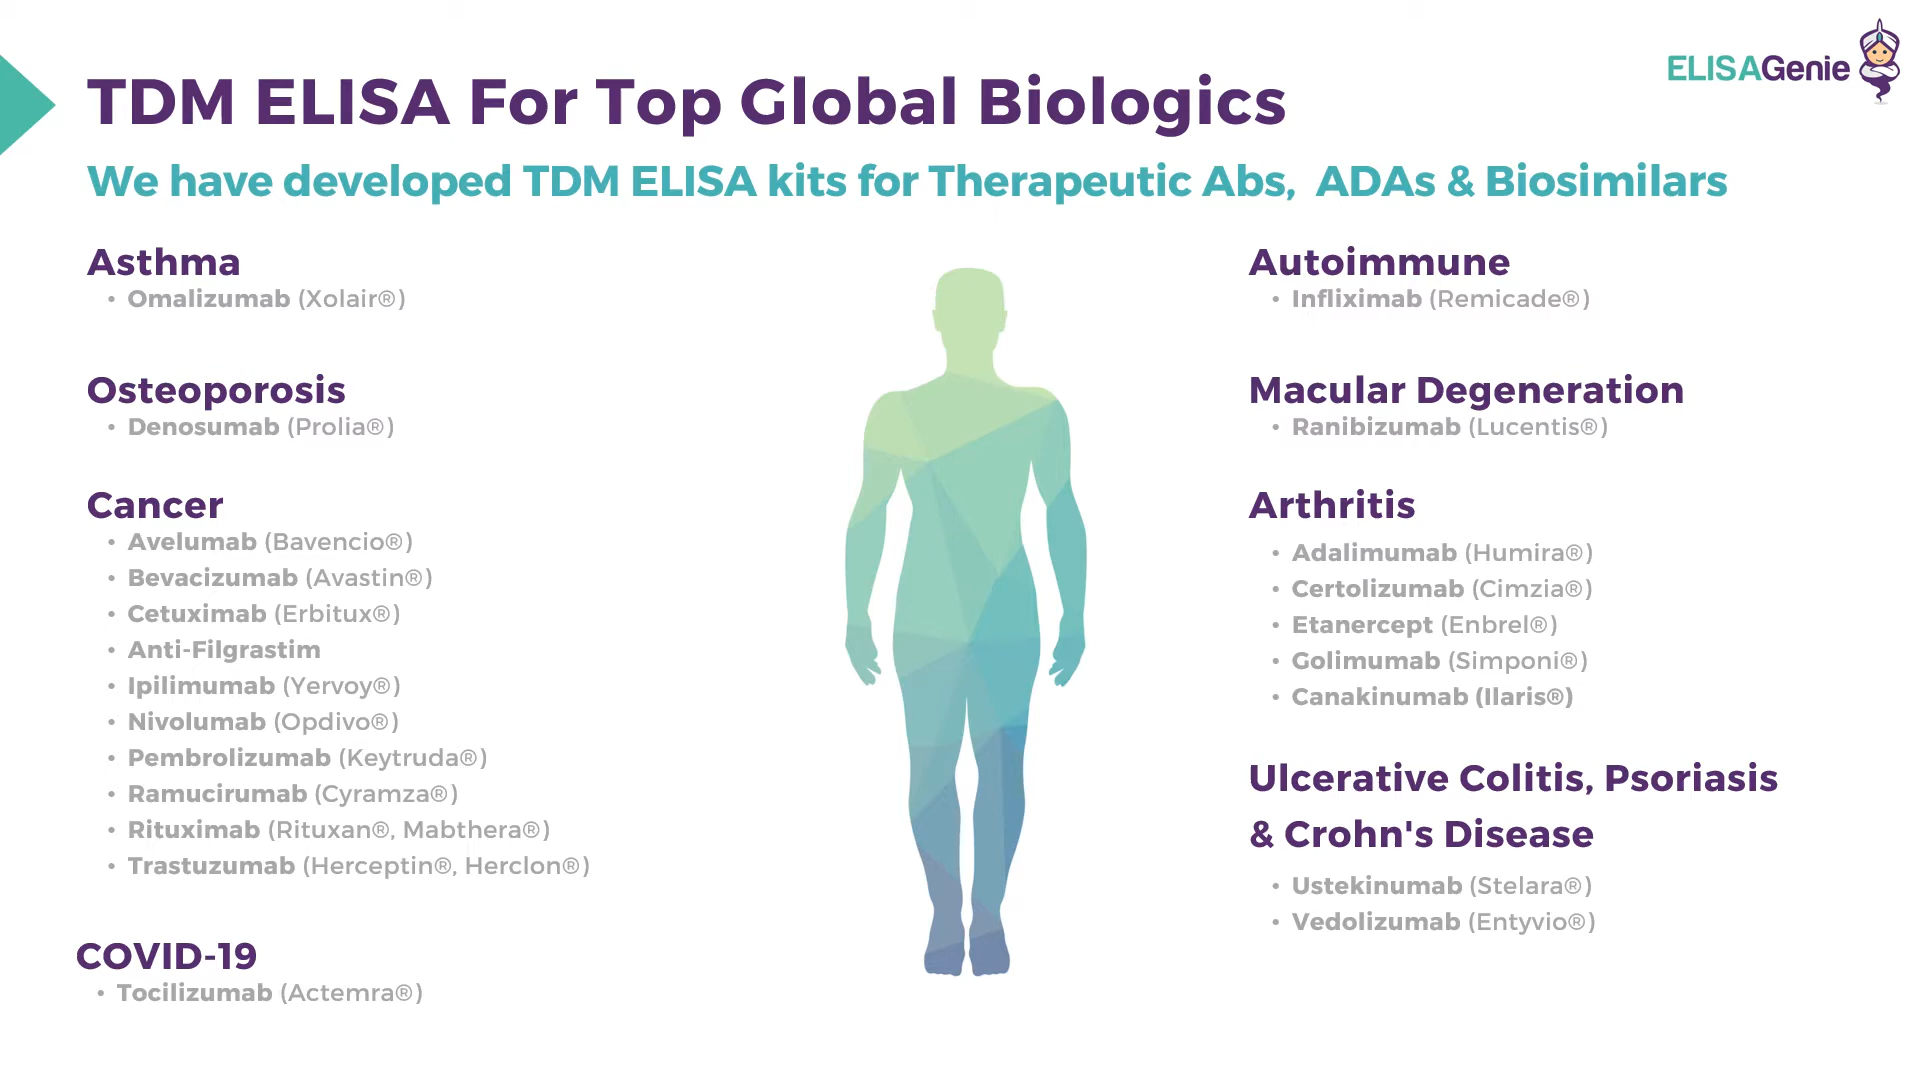 TDM ELISA For Top Global Biologics
ELISAGenie
We have developed TDM ELISA kits for Therapeutic Abs, ADAs & Biosimilars
Asthma
• Omalizumab (Xolair®)
Osteoporosis
• Denosumab (Prolia®)
Cancer
• Avelumab (Bavencio®)
• Bevacizumab (Avastin®)
• Cetuximab (Erbitux®)
• Anti-Filgrastim
• Ipilimumab (Yervoy®)
• Nivolumab (Opdivo®)
• Pembrolizumab (Keytruda®)
• Ramucirumab (Cyramza®)
• Rituximab (Rituxan®, Mabthera®)
• Trastuzumab (Herceptin®, Herclon®)
COVID-19
• Tocilizumab (Actemra®)
Autoimmune
• Infliximab (Remicade®)
Macular Degeneration
• Ranibizumab (Lucentis®)
Arthritis
• Adalimumab (Humira®)
• Certolizumab (Cimzia®)
• Etanercept (Enbrel®)
• Golimumab (Simponi®)
• Canakinumab (Ilaris®)
Ulcerative Colitis, Psoriasis
& Crohn's Disease
• Ustekinumab (Stelara®)
• Vedolizumab (Entyvio®)